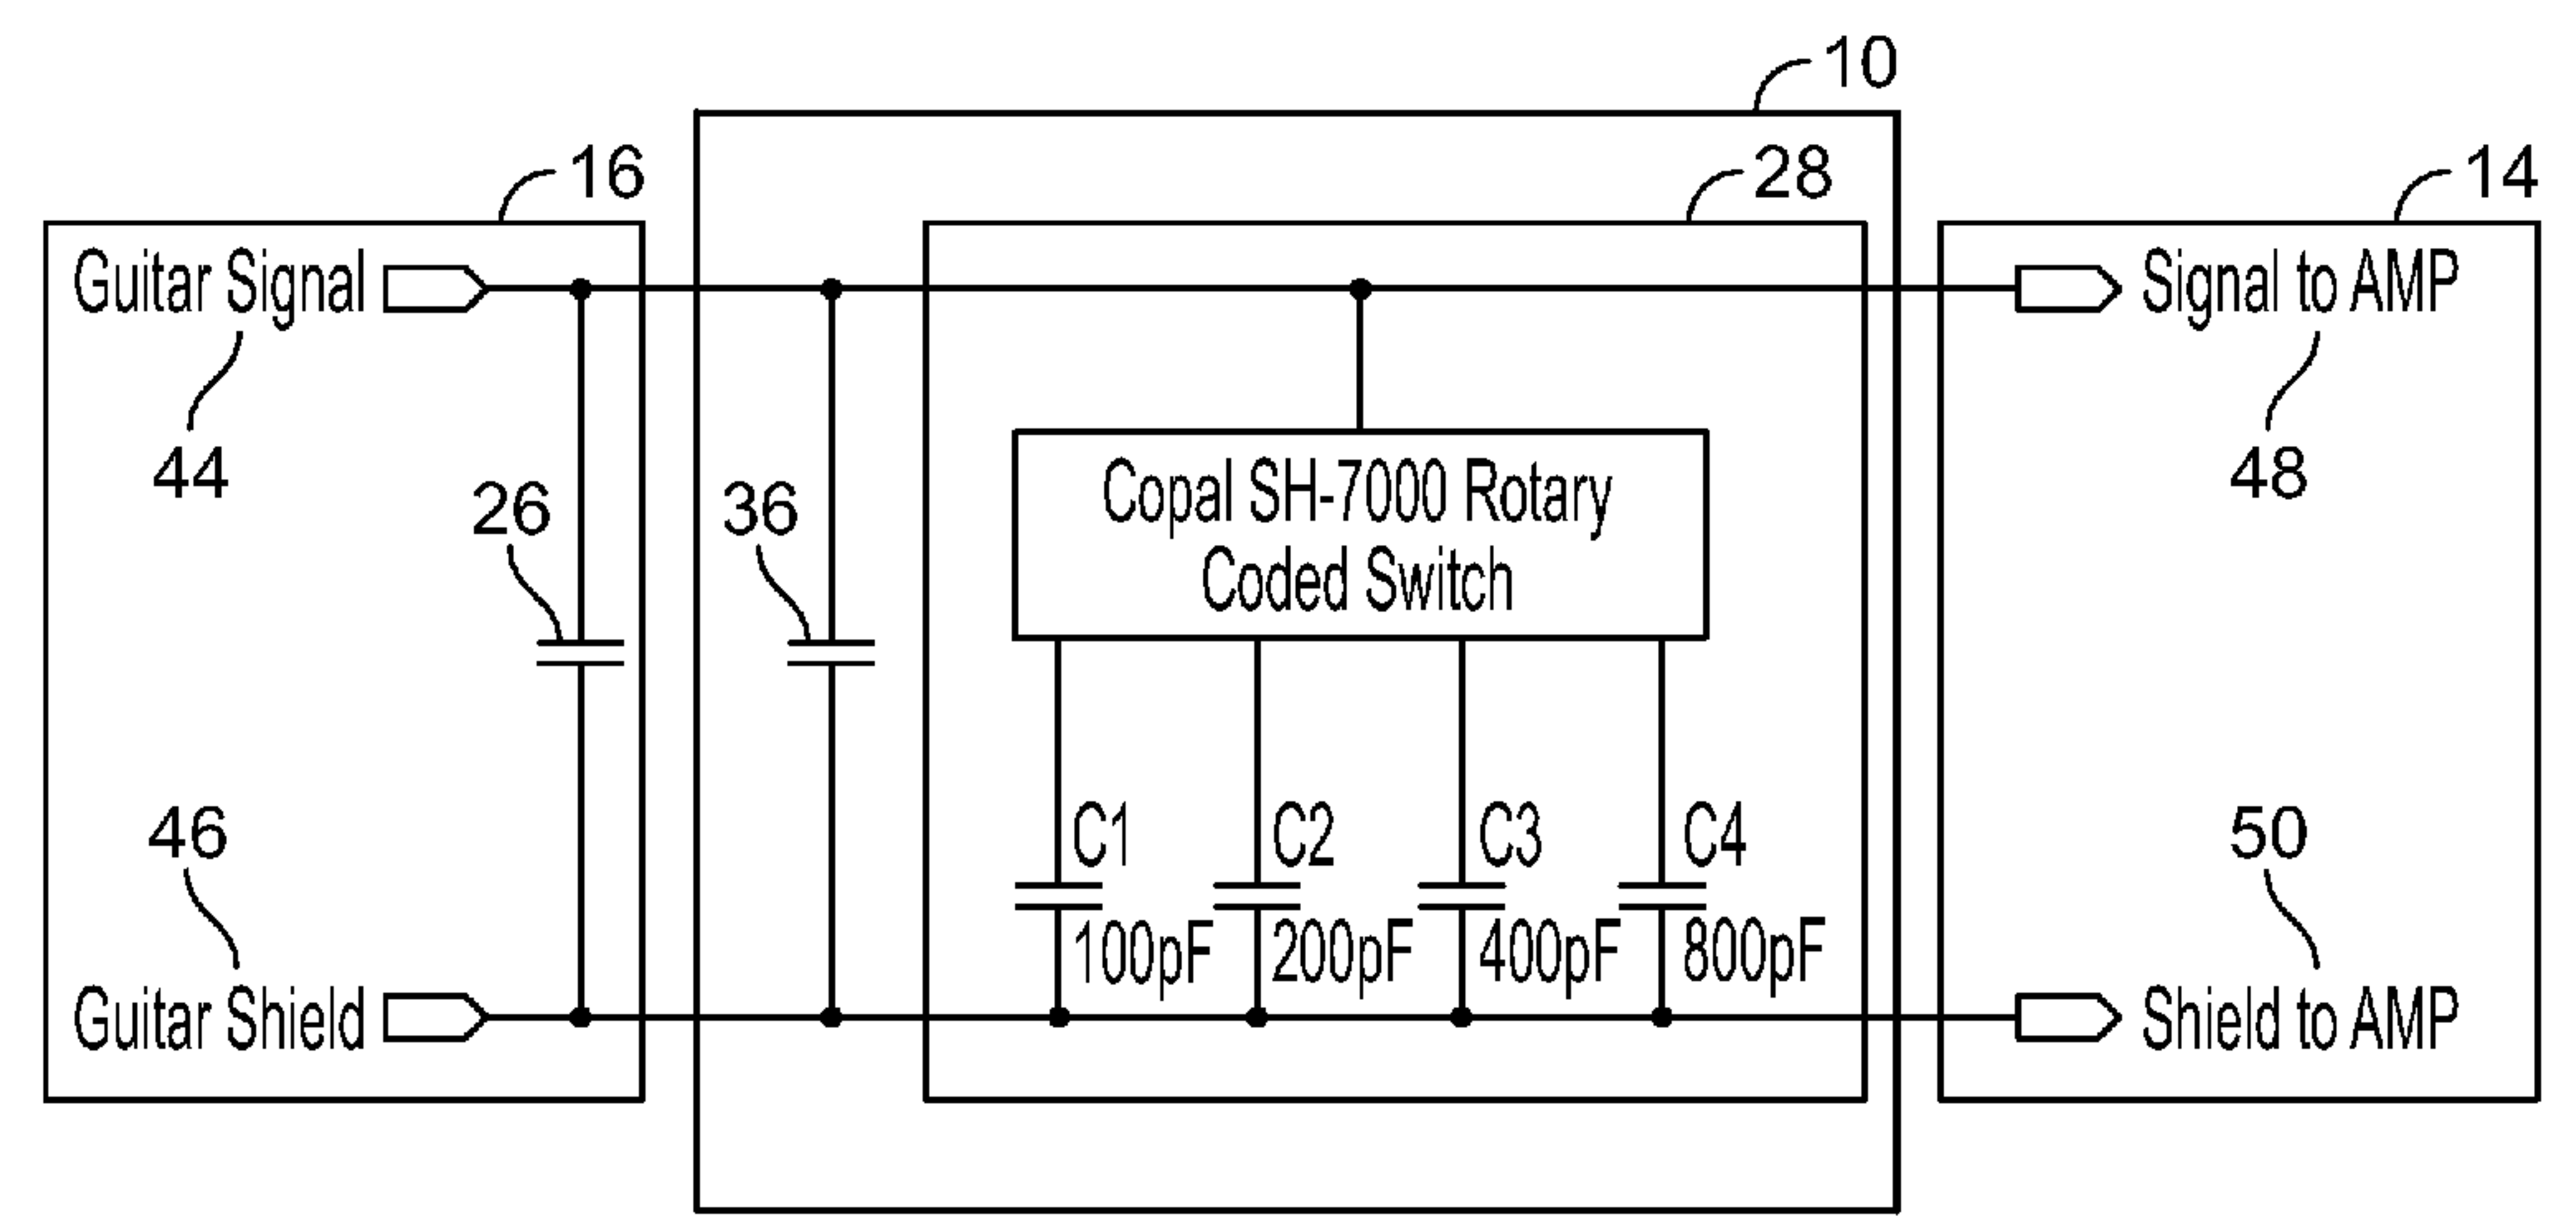 10
16
28
14
Guitar Signal
Signal to AMP
44
48
26
36
Copal SH-7000 Rotary
Coded Switch
46
50
C1
C2
C3
C4
100pF
200pF
400pF
800pF
Guitar Shield
Shield to AMP